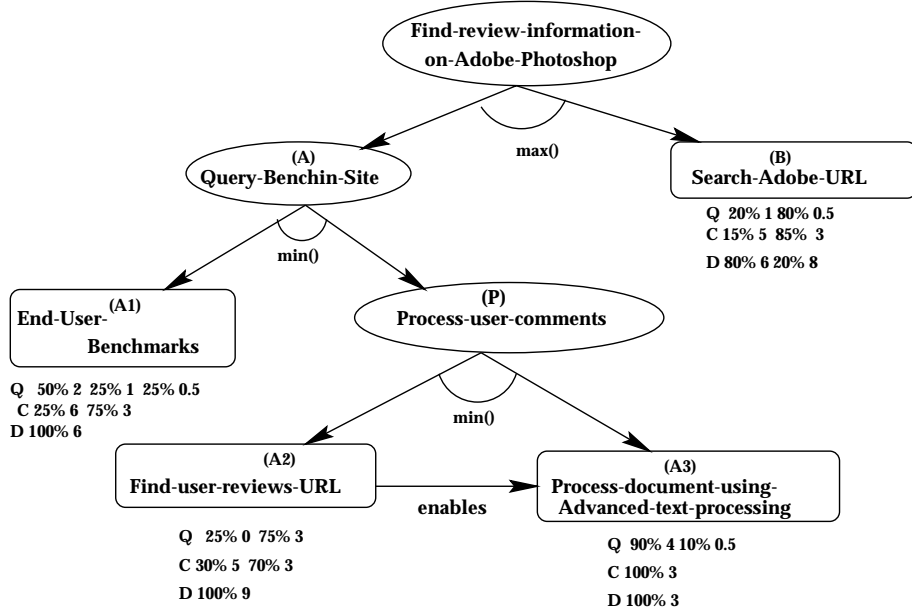 Find-review-information-
on-Adobe-Photoshop
max()
(A)
Query-Benchin-Site
(B)
Search-Adobe-URL
Q 20% 1 80% 0.5
C 15% 5 85% 3
D 80% 6 20% 8
min()
(A1)
End-User-
Benchmarks
Q 50% 2 25% 1 25% 0.5
C 25% 6 75% 3
D 100% 6
(P)
Process-user-comments
min()
(A2)
Find-user-reviews-URL
enables
(A3)
Process-document-using-
Advanced-text-processing
Q 25% 0 75% 3
C 30% 5 70% 3
D 100% 9
Q 90% 4 10% 0.5
C 100% 3
D 100% 3